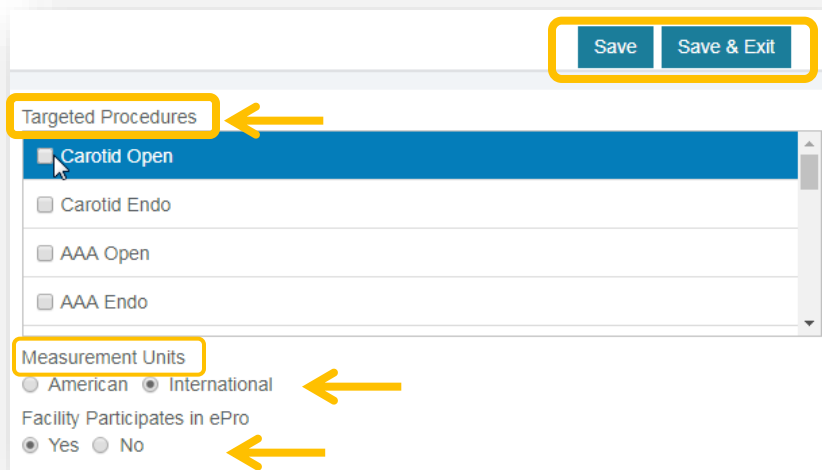 Save Save & Exit
Targeted Procedures
Carotid Open
Carotid Endo
AAA Open
AAA Endo
Measurement Units
American International
Facility Participates in ePro
Yes No